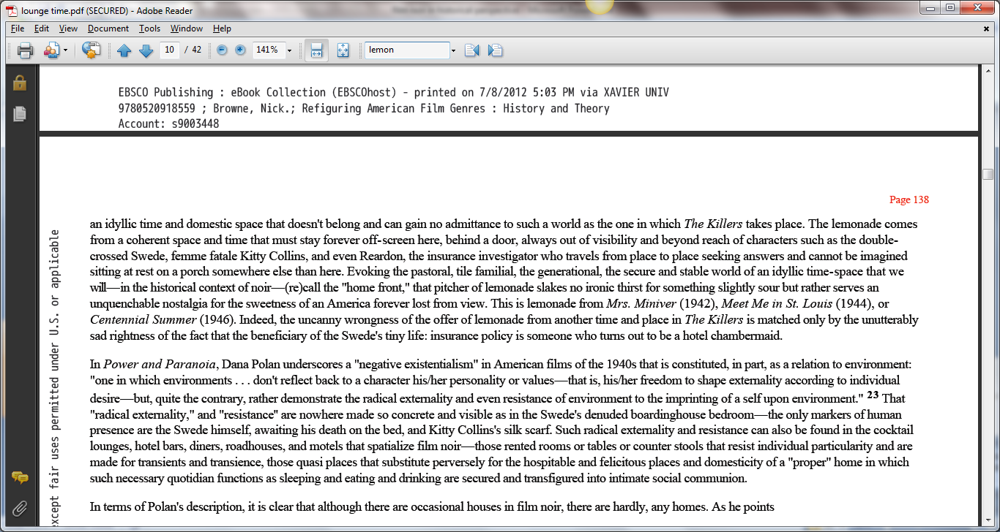 lounge time.pdf (SECURED) - Adobe Reader
File Edit View Document Tools Window Help
10 / 42 141% lemon
EBSCO Publishing : eBook Collection (EBSCOhost) - printed on 7/8/2012 5:03 PM via XAVIER UNIV
9780520918559 ; Browne, Nick.; Refiguring American Film Genres : History and Theory
Account: s9003448
Page 138
an idyllic time and domestic space that doesn't belong and can gain no admittance to such a world as the one in which The Killers takes place. The lemonade comes
from a coherent space and time that must stay forever off-screen here, behind a door, always out of visibility and beyond reach of characters such as the double-
crossed Swede, femme fatale Kitty Collins, and even Reardon, the insurance investigator who travels from place to place seeking answers and cannot be imagined
sitting at rest on a porch somewhere else than here. Evoking the pastoral, tile familial, the generational, the secure and stable world of an idyllic time-space that we
will—in the historical context of noir—(re)call the "home front," that pitcher of lemonade slakes no ironic thirst for something slightly sour but rather serves an
unquenchable nostalgia for the sweetness of an America forever lost from view. This is lemonade from Mrs. Miniver (1942), Meet Me in St. Louis (1944), or
Centennial Summer (1946). Indeed, the uncanny wrongness of the offer of lemonade from another time and place in The Killers is matched only by the unutterably
sad rightness of the fact that the beneficiary of the Swede's tiny life: insurance policy is someone who turns out to be a hotel chambermaid.
In Power and Paranoia, Dana Polan underscores a "negative existentialism" in American films of the 1940s that is constituted, in part, as a relation to environment:
"one in which environments . . . don't reflect back to a character his/her personality or values—that is, his/her freedom to shape externality according to individual
desire—but, quite the contrary, rather demonstrate the radical externality and even resistance of environment to the imprinting of a self upon environment." 23 That
"radical externality," and "resistance" are nowhere made so concrete and visible as in the Swede's denuded boardinghouse bedroom—the only markers of human
presence are the Swede himself, awaiting his death on the bed, and Kitty Collins's silk scarf. Such radical externality and resistance can also be found in the cocktail
lounges, hotel bars, diners, roadhouses, and motels that spatialize film noir—those rented rooms or tables or counter stools that resist individual particularity and are
made for transients and transience, those quasi places that substitute perversely for the hospitable and felicitous places and domesticity of a "proper" home in which
such necessary quotidian functions as sleeping and eating and drinking are secured and transfigured into intimate social communion.
In terms of Polan's description, it is clear that although there are occasional houses in film noir, there are hardly, any homes. As he points
except fair uses permitted under U.S. or applicable